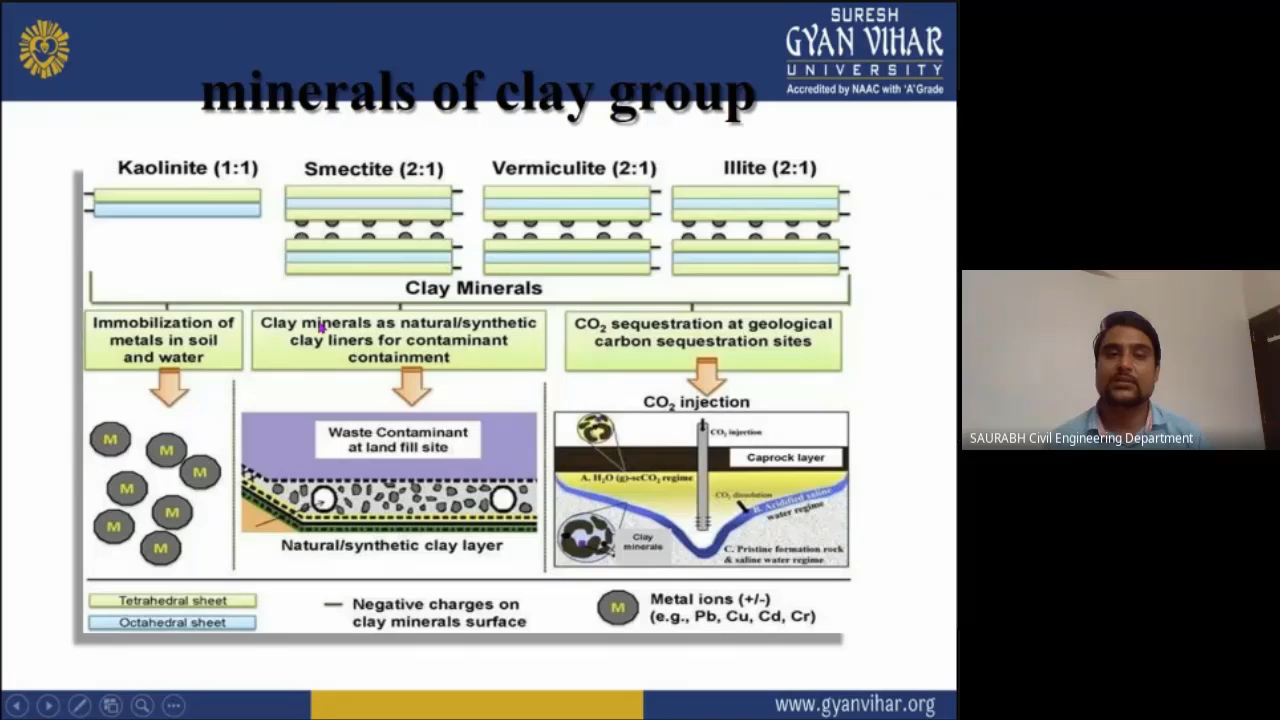 SURESH
GYAN VIHAR
UNIVERSITY
Accredited by NAAC with 'A' Grade
minerals of clay group
Kaolinite (1:1)
Smectite (2:1)
Vermiculite (2:1)
Illite (2:1)
Clay Minerals
Immobilization of
metals in soil
and water
Clay minerals as natural/synthetic
clay liners for contaminant
containment
CO₂ sequestration at geological
carbon sequestration sites
M
M
M
M
M
M
M
Waste Contaminant
at land fill site
Natural/synthetic clay layer
CO₂ injection
CO₂ injection
Caprock layer
A. H₂O (g)-scCO₂ regime
CO₂ dissolution
B. Acidified saline
water regime
Clay
minerals
C. Pristine formation rock
& saline water regime
Tetrahedral sheet
Octahedral sheet
Negative charges on
clay minerals surface
M
Metal ions (+/-)
(e.g., Pb, Cu, Cd, Cr)
www.gyanvihar.org
SAURABH Civil Engineering Department